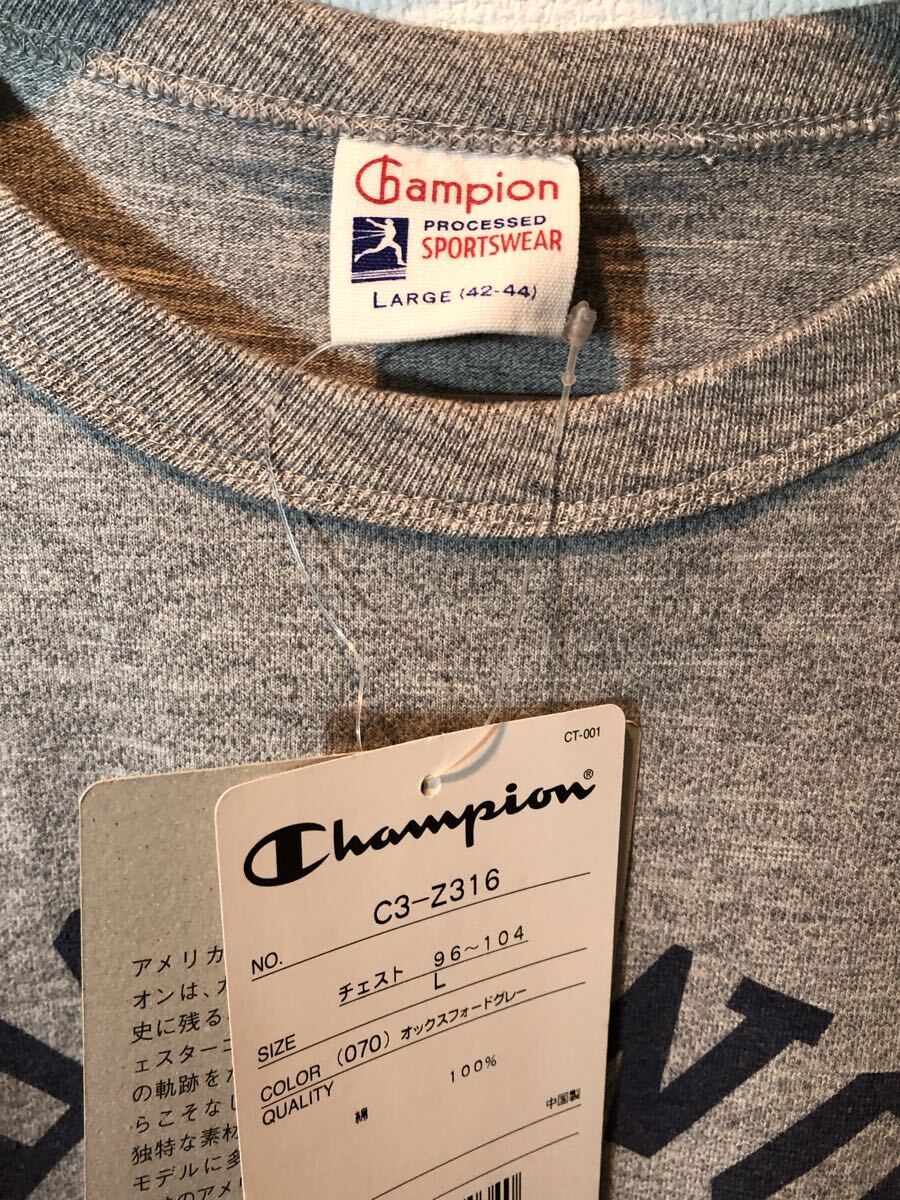 Champion
PROCESSED
SPORTSWEAR
LARGE (42-44)
CT-001
Champion®
C3-Z316
NO.
チェスト 96~104
L
SIZE
COLOR (070) オックスフォードグレー
QUALITY
100%
綿
中国製
アメリカ
オンは、
史に残る
ェスター
の軌跡を
らこそな
独特な素材
モデルに多